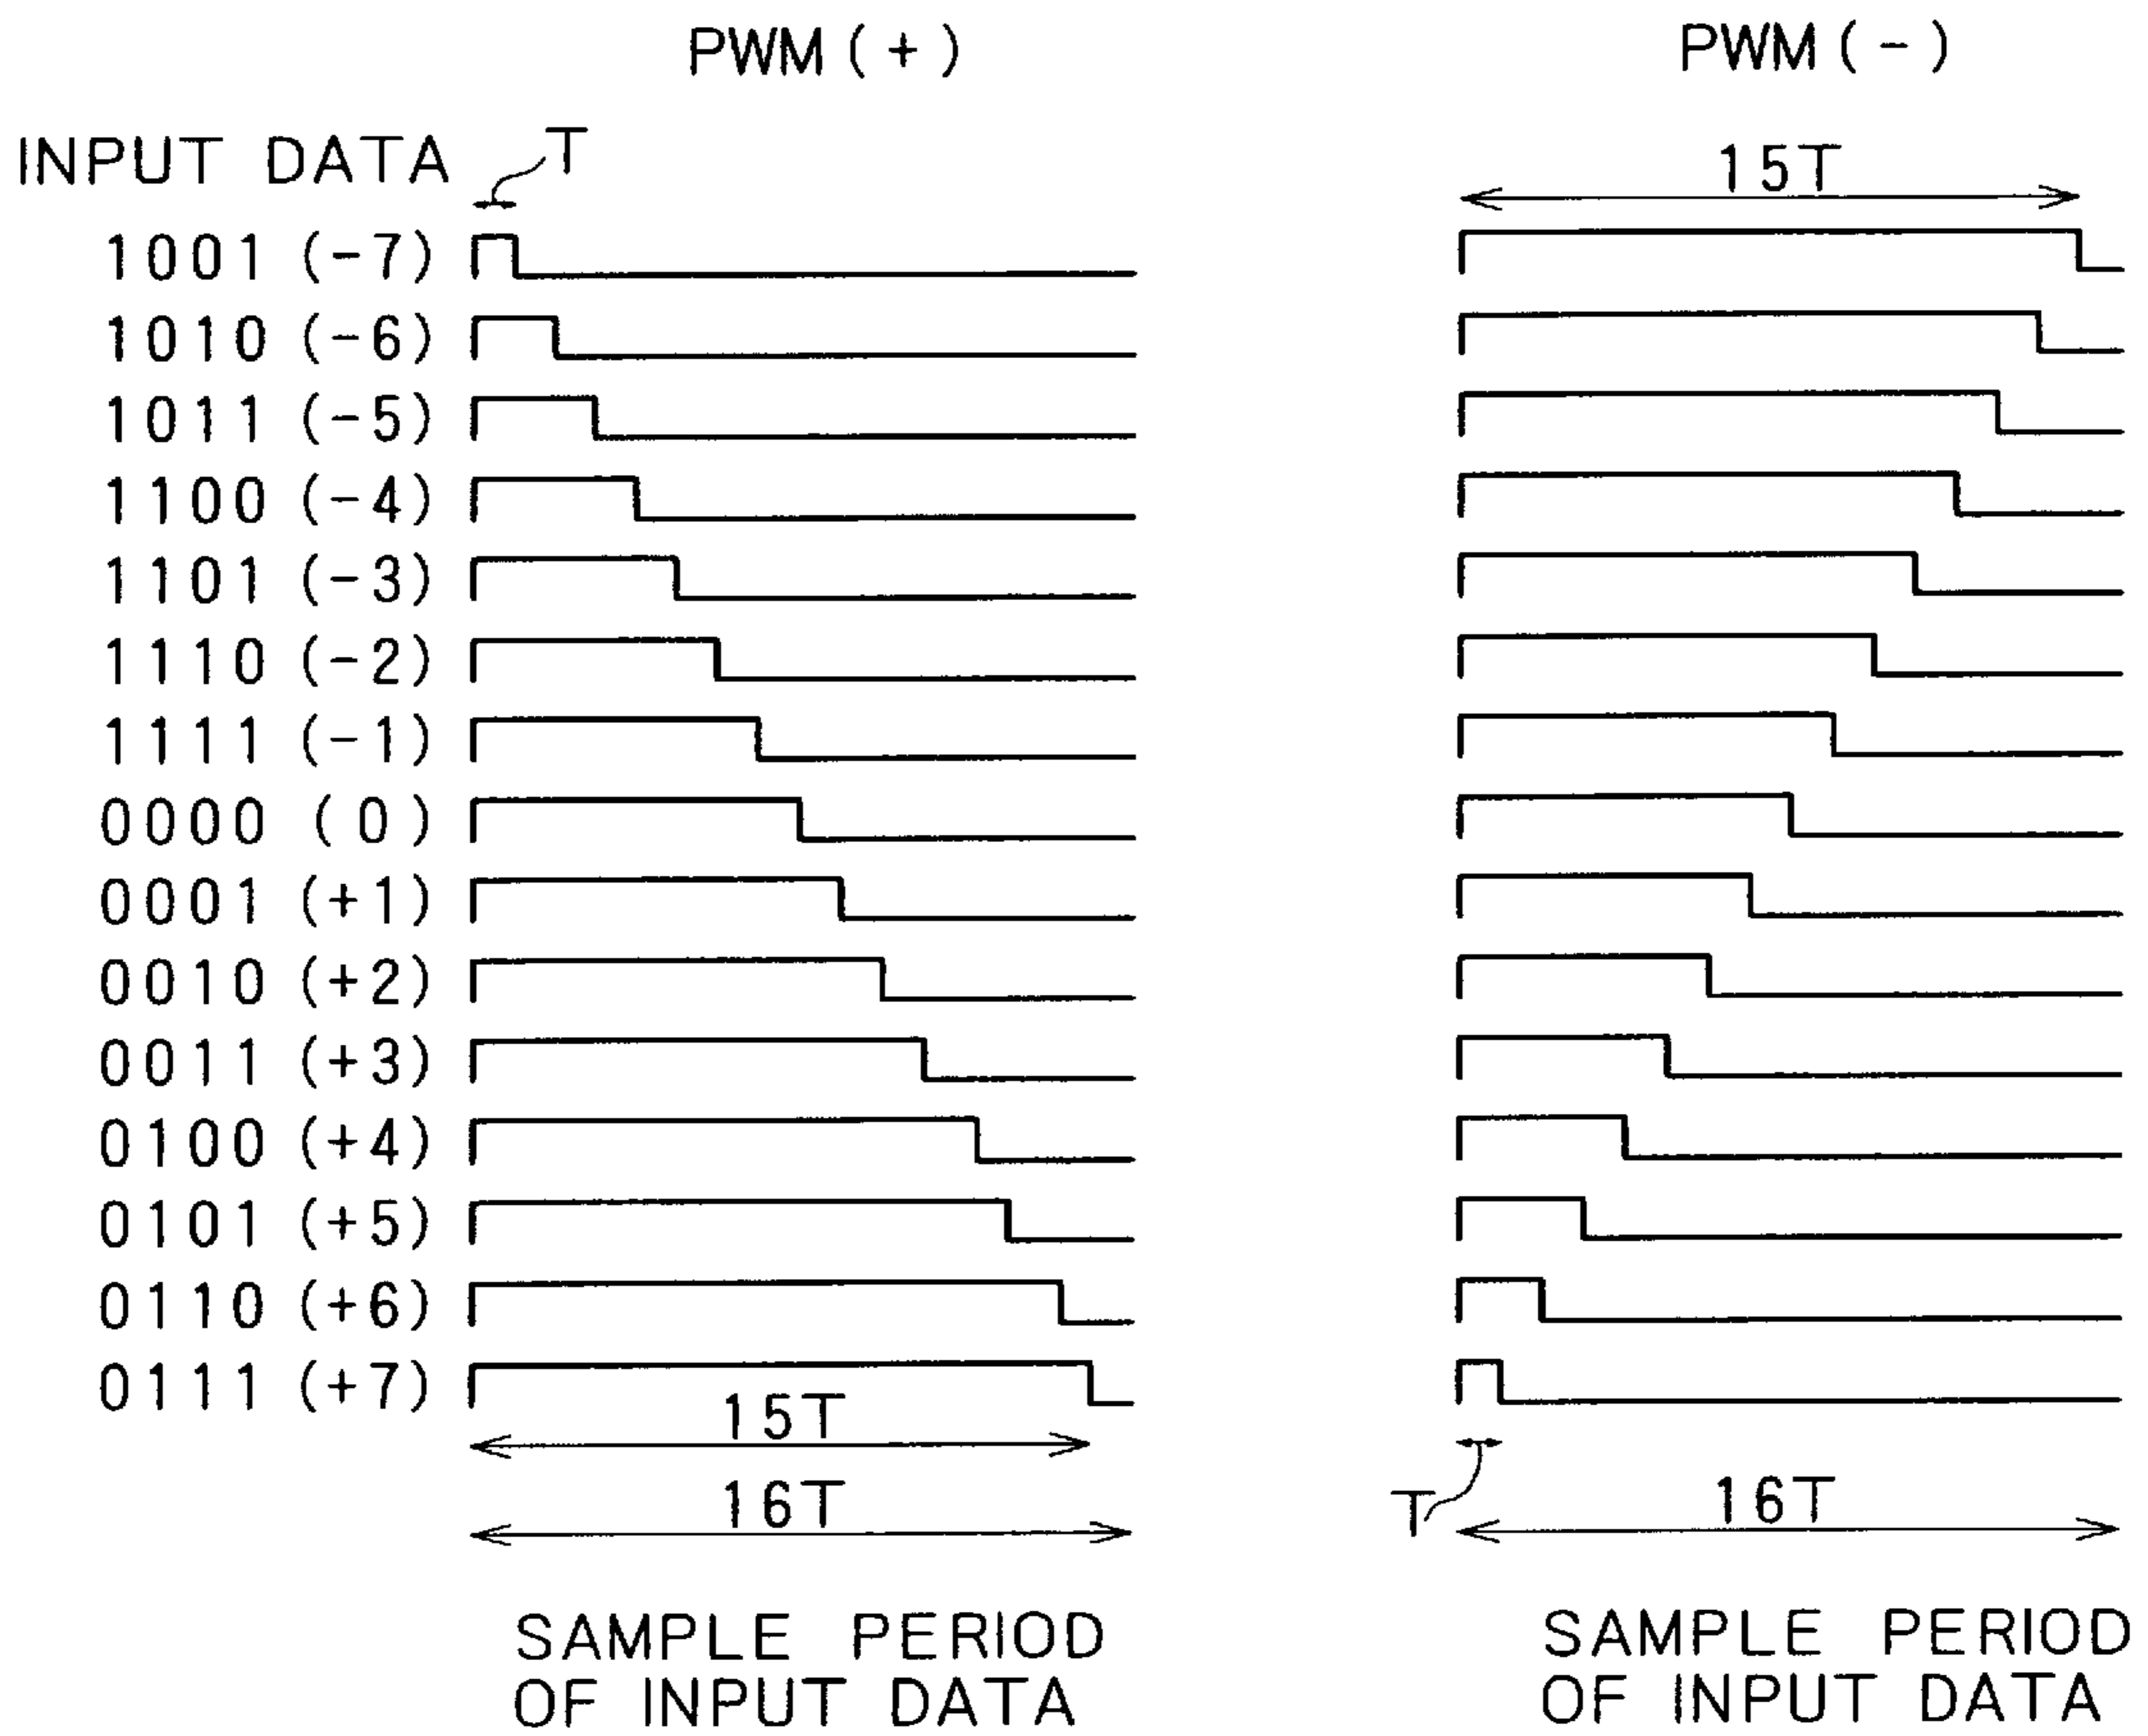 PWM (+)
PWM (-)
INPUT DATA
T
15T
1001 (-7)
1010 (-6)
1011 (-5)
1100 (-4)
1101 (-3)
1110 (-2)
1111 (-1)
0000 (0)
0001 (+1)
0010 (+2)
0011 (+3)
0100 (+4)
0101 (+5)
0110 (+6)
0111 (+7)
15T
16T
T
16T
SAMPLE PERIOD
OF INPUT DATA
SAMPLE PERIOD
OF INPUT DATA